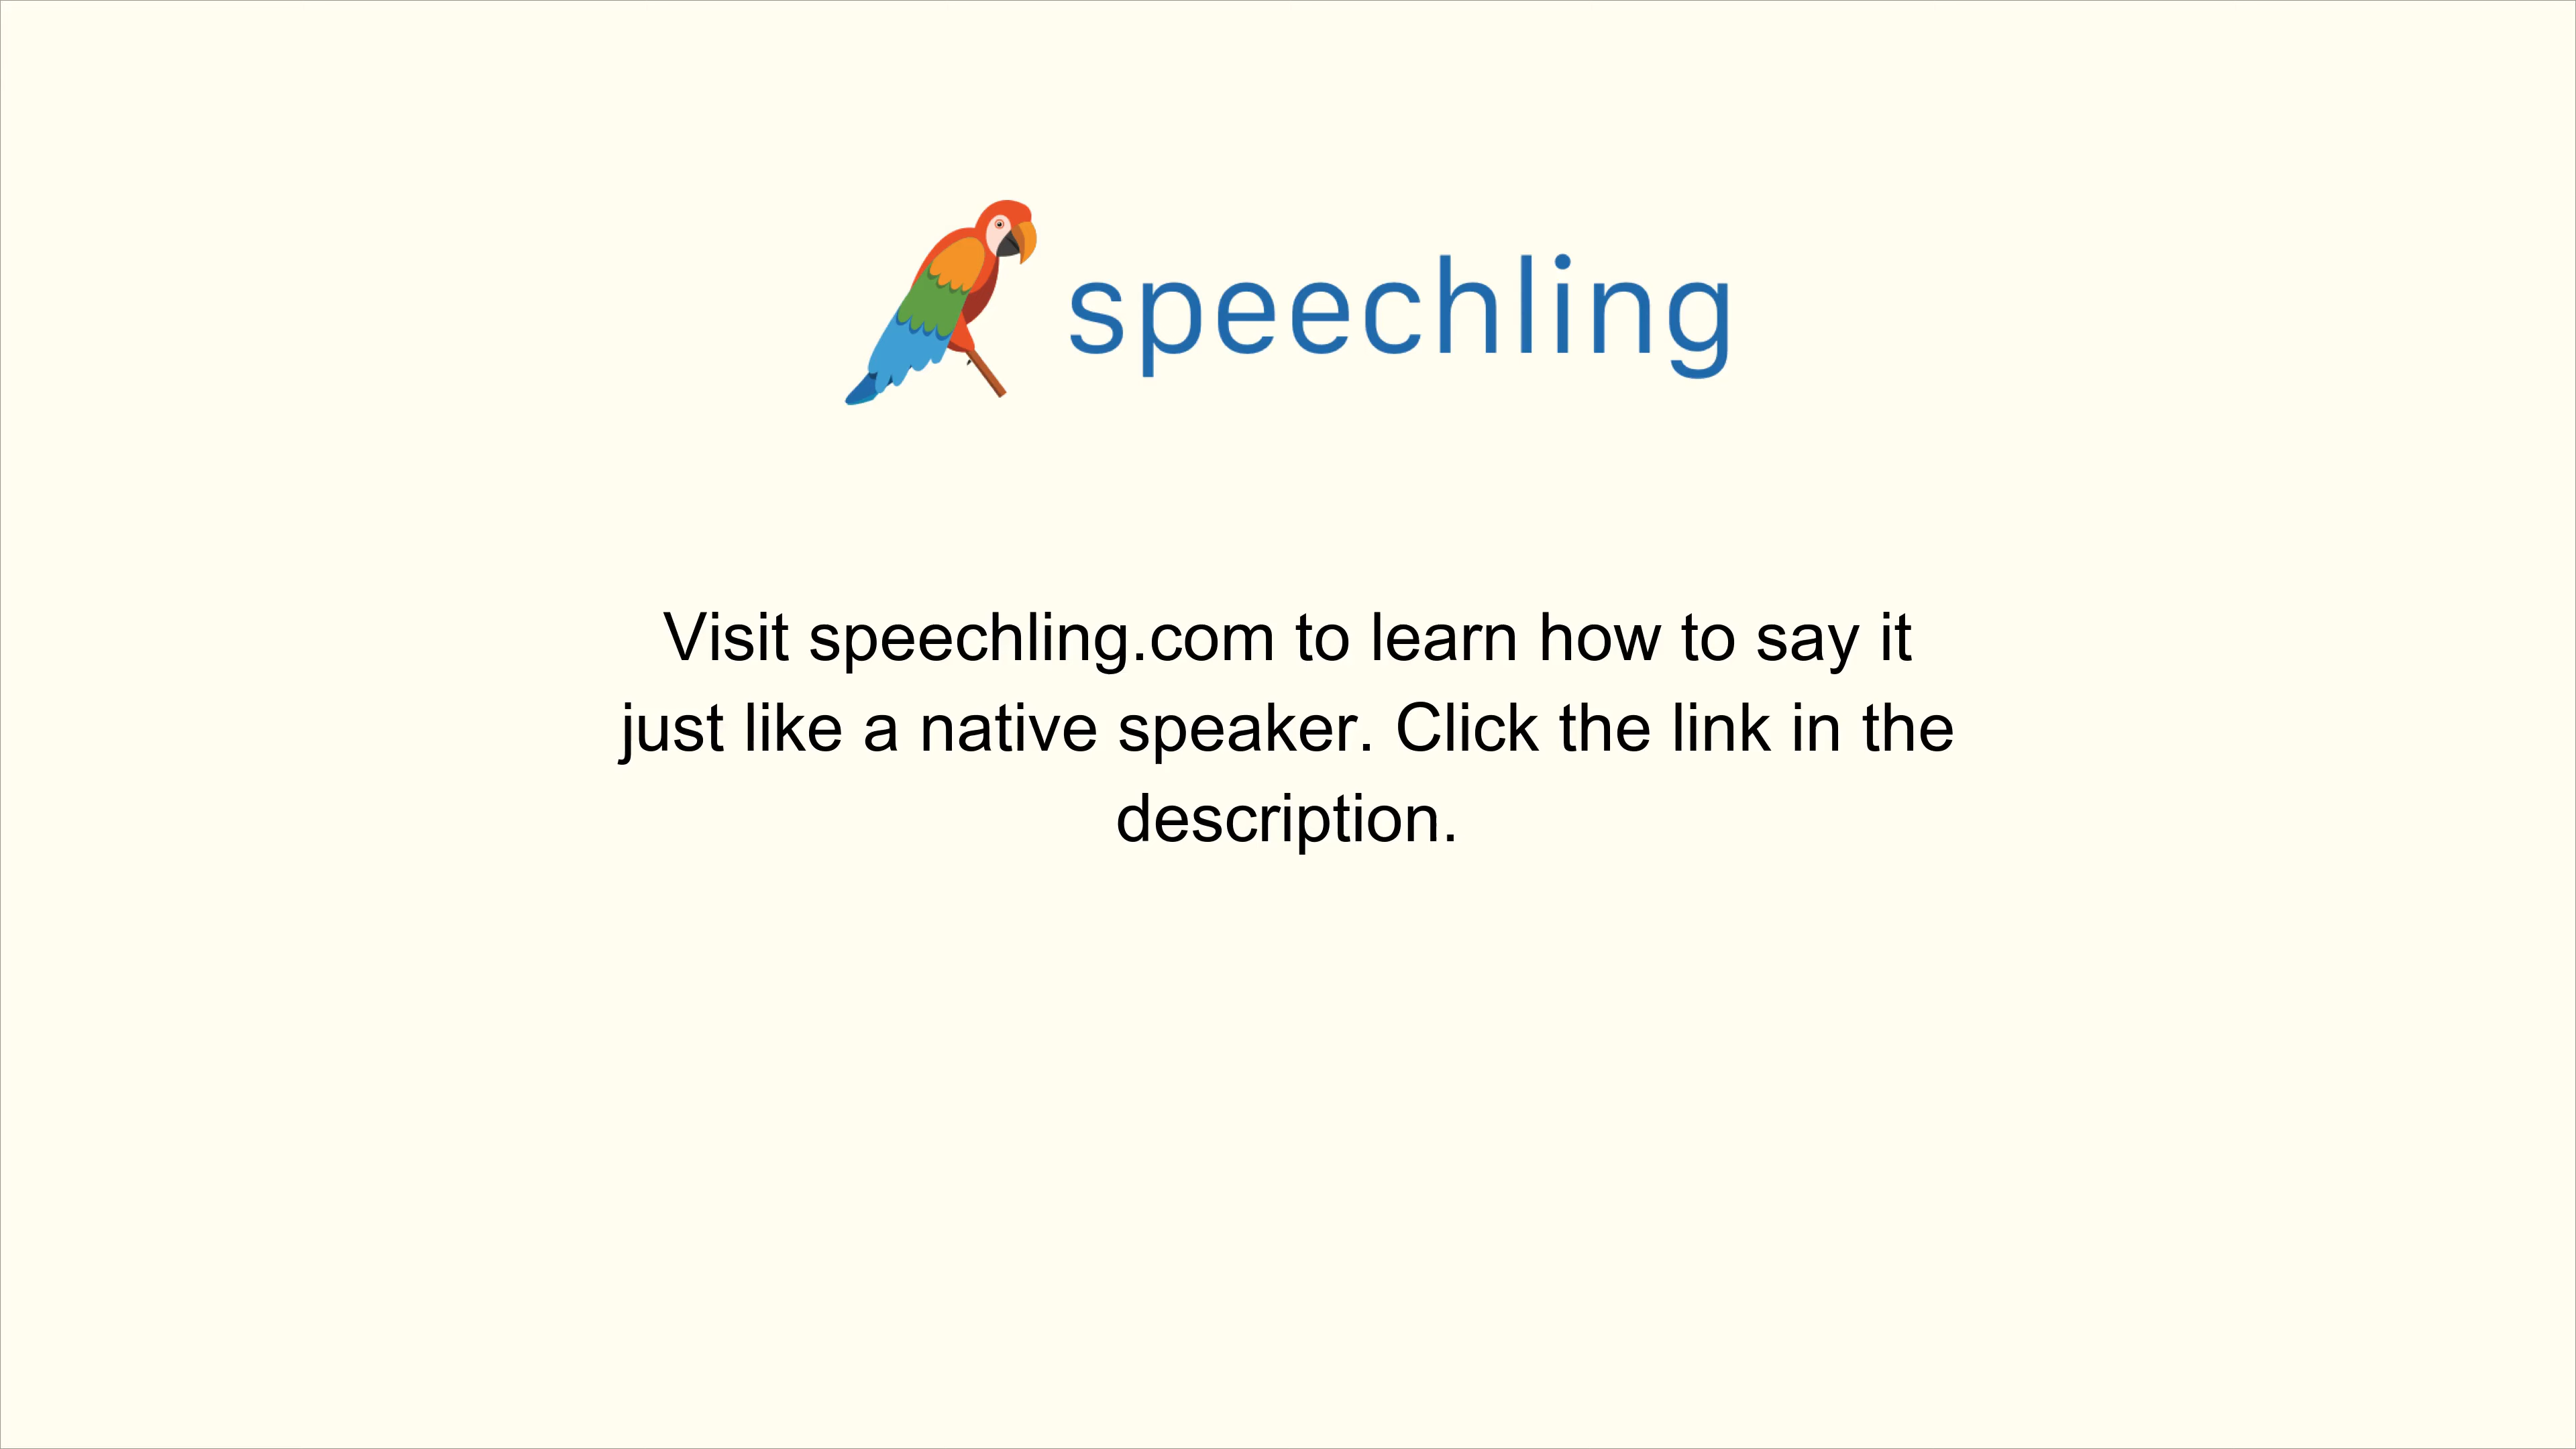 speechling
Visit speechling.com to learn how to say it
just like a native speaker. Click the link in the
description.